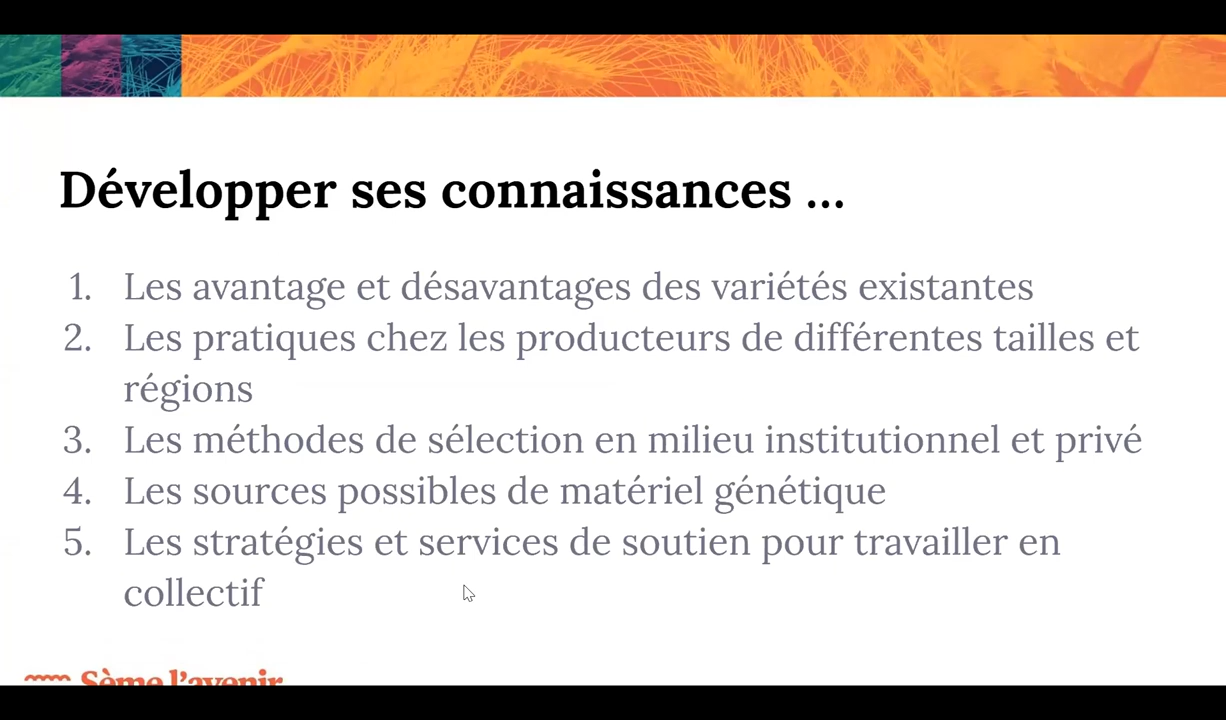 Développer ses connaissances ...
1. Les avantage et désavantages des variétés existantes
2. Les pratiques chez les producteurs de différentes tailles et
régions
3. Les méthodes de sélection en milieu institutionnel et privé
4. Les sources possibles de matériel génétique
5. Les stratégies et services de soutien pour travailler en
collectif
Sème l'avenir